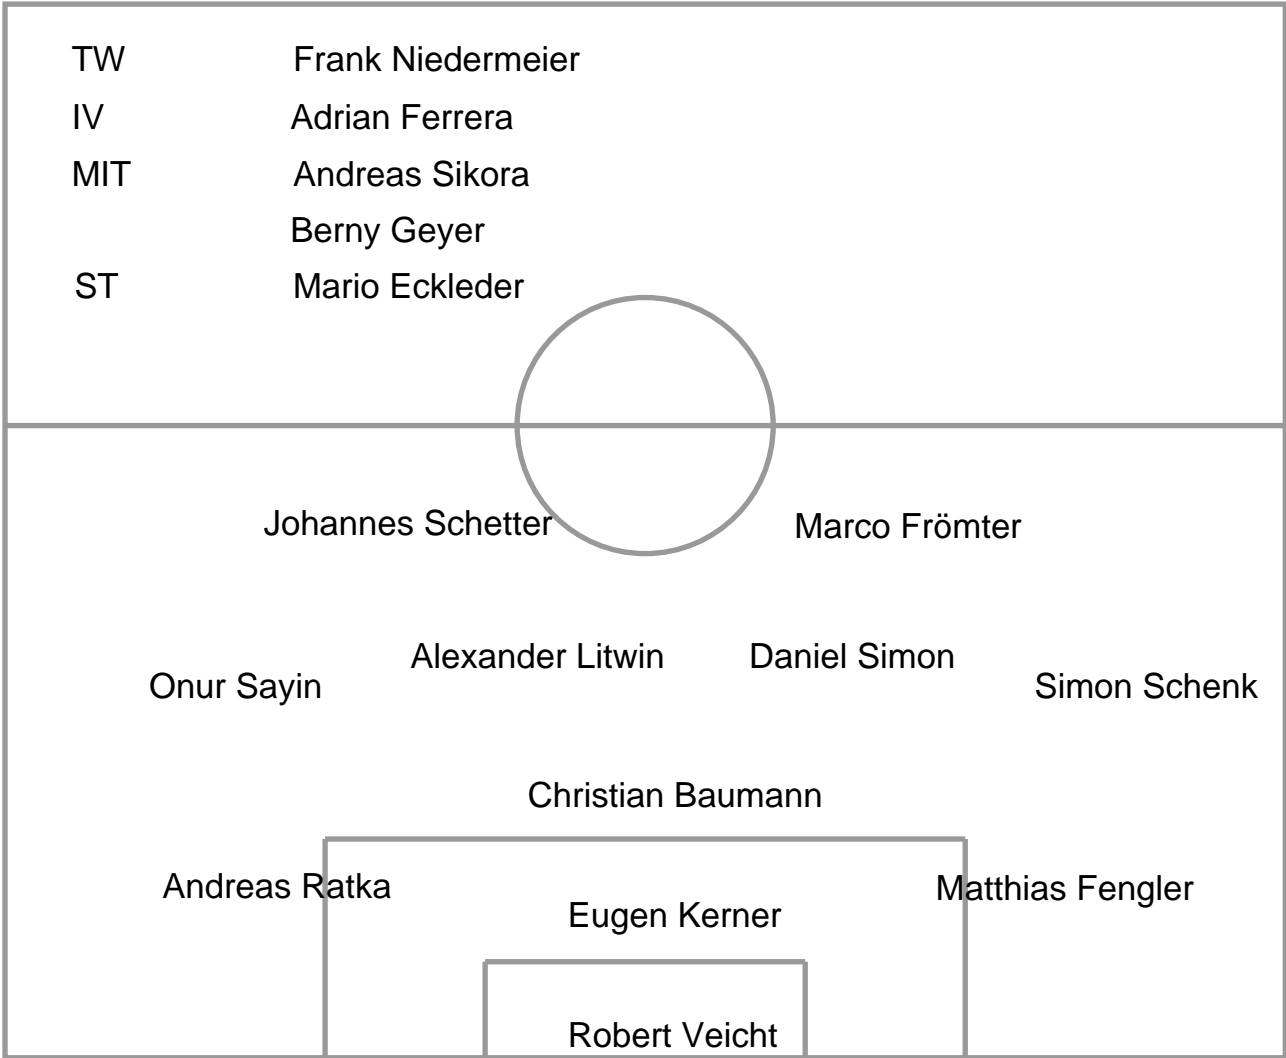 TW Frank Niedermeier
IV Adrian Ferrera
MIT Andreas Sikora
Berny Geyer
ST Mario Eckleder
Johannes Schetter Marco Frömter
Alexander Litwin Daniel Simon
Onur Sayin Simon Schenk
Christian Baumann
Andreas Ratka Matthias Fengler
Eugen Kerner
Robert Veicht